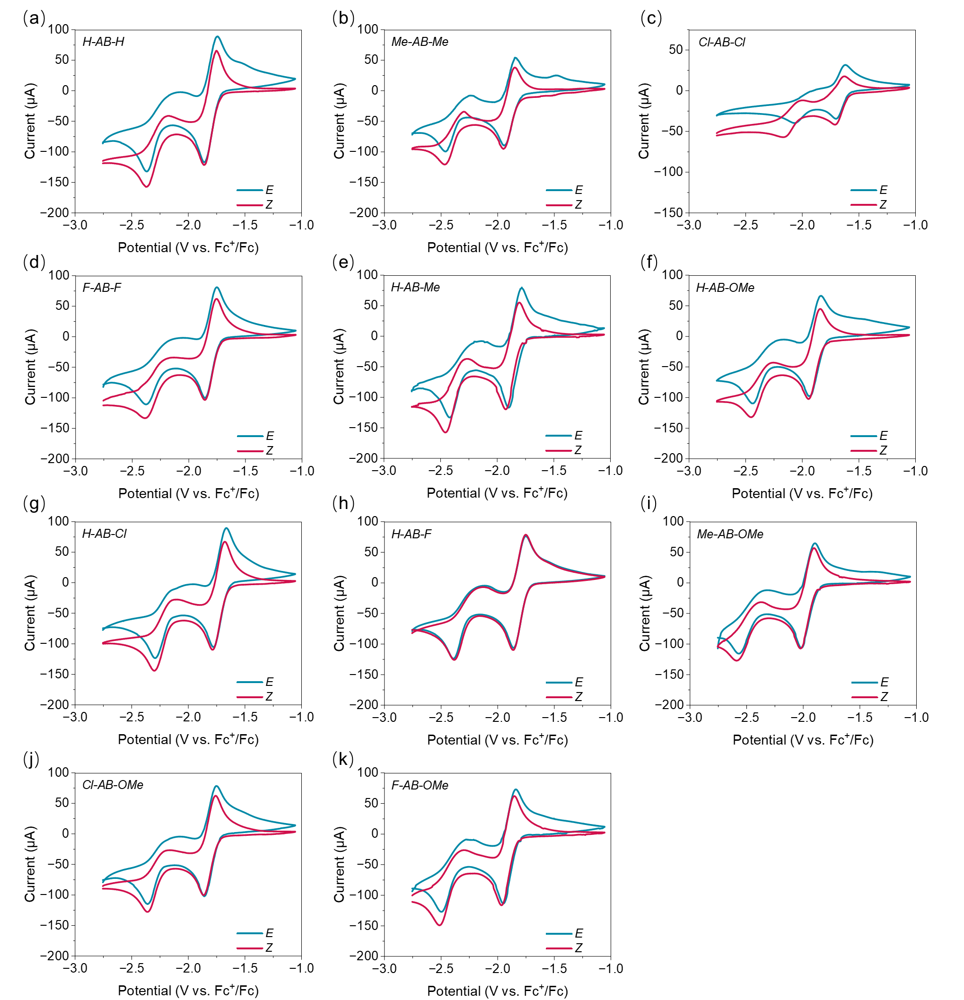 (a)
H-AB-H
100
50
0
−50
−100
−150
−200
−3.0 −2.5 −2.0 −1.5 −1.0
Current (μA)
Potential (V vs. Fc⁺/Fc)
E
Z
(b)
Me-AB-Me
100
50
0
−50
−100
−150
−200
−3.0 −2.5 −2.0 −1.5 −1.0
Current (μA)
Potential (V vs. Fc⁺/Fc)
E
Z
(c)
Cl-AB-Cl
50
0
−50
−100
−150
−3.0 −2.5 −2.0 −1.5 −1.0
Current (μA)
Potential (V vs. Fc⁺/Fc)
E
Z
(d)
F-AB-F
100
50
0
−50
−100
−150
−200
−3.0 −2.5 −2.0 −1.5 −1.0
Current (μA)
Potential (V vs. Fc⁺/Fc)
E
Z
(e)
H-AB-Me
100
50
0
−50
−100
−150
−200
−3.0 −2.5 −2.0 −1.5 −1.0
Current (μA)
Potential (V vs. Fc⁺/Fc)
E
Z
(f)
H-AB-OMe
100
50
0
−50
−100
−150
−200
−3.0 −2.5 −2.0 −1.5 −1.0
Current (μA)
Potential (V vs. Fc⁺/Fc)
E
Z
(g)
H-AB-Cl
100
50
0
−50
−100
−150
−200
−3.0 −2.5 −2.0 −1.5 −1.0
Current (μA)
Potential (V vs. Fc⁺/Fc)
E
Z
(h)
H-AB-F
100
50
0
−50
−100
−150
−200
−3.0 −2.5 −2.0 −1.5 −1.0
Current (μA)
Potential (V vs. Fc⁺/Fc)
E
Z
(i)
Me-AB-OMe
100
50
0
−50
−100
−150
−200
−3.0 −2.5 −2.0 −1.5 −1.0
Current (μA)
Potential (V vs. Fc⁺/Fc)
E
Z
(j)
Cl-AB-OMe
100
50
0
−50
−100
−150
−200
−3.0 −2.5 −2.0 −1.5 −1.0
Current (μA)
Potential (V vs. Fc⁺/Fc)
E
Z
(k)
F-AB-OMe
100
50
0
−50
−100
−150
−200
−3.0 −2.5 −2.0 −1.5 −1.0
Current (μA)
Potential (V vs. Fc⁺/Fc)
E
Z